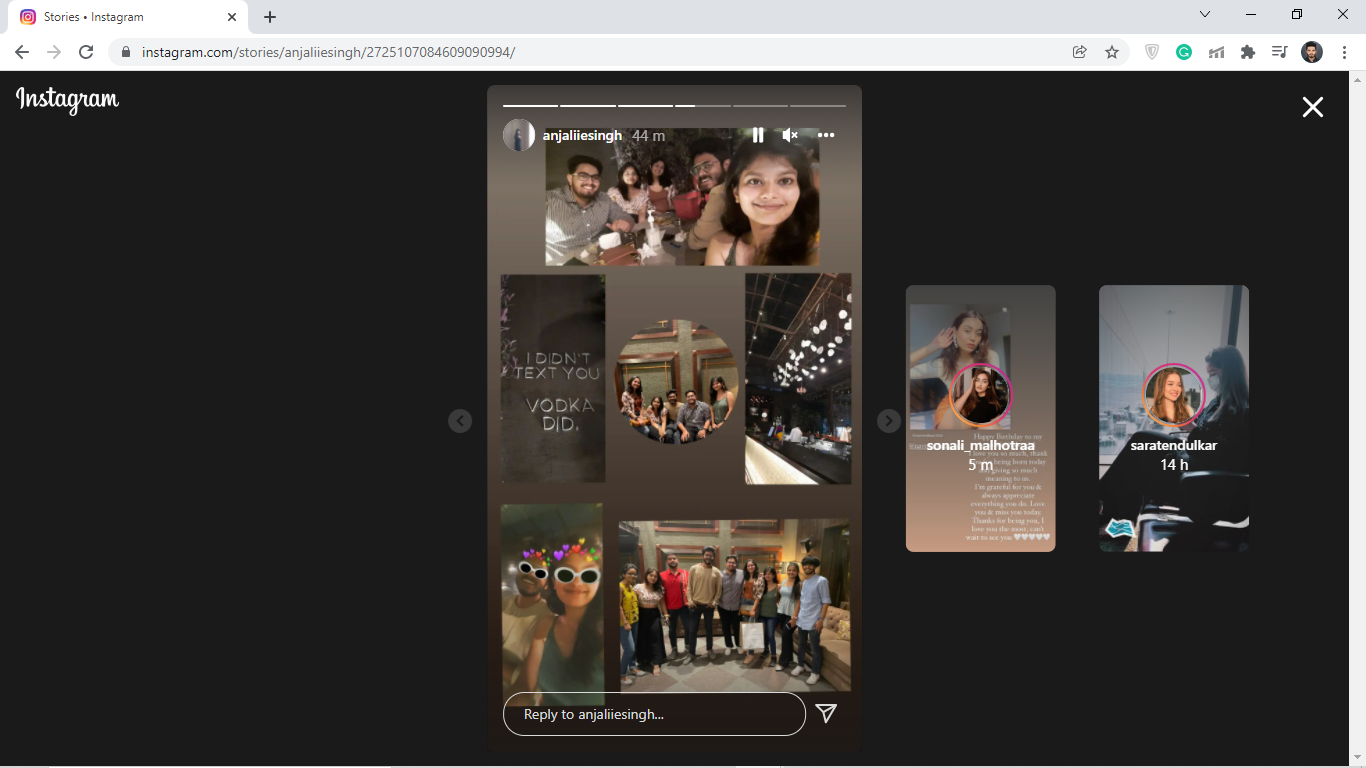 Stories • Instagram
instagram.com/stories/anjaliiesingh/2725107084609090994/
Instagram
anjaliiesingh 44 m
I DIDN'T
TEXT YOU
VODKA
DID.
Reply to anjaliiesingh...
sonali_malhotraa
5 m
Happy Birthday to my
I love you so much, thank
for being born today
and giving so much
meaning to us.
I'm grateful for you &
always appreciate
everything you do. Love
you & miss you today
Thanks for being you, I
love you the most, can't
wait to see you 🤍🤍🤍🤍🤍
saratendulkar
14 h